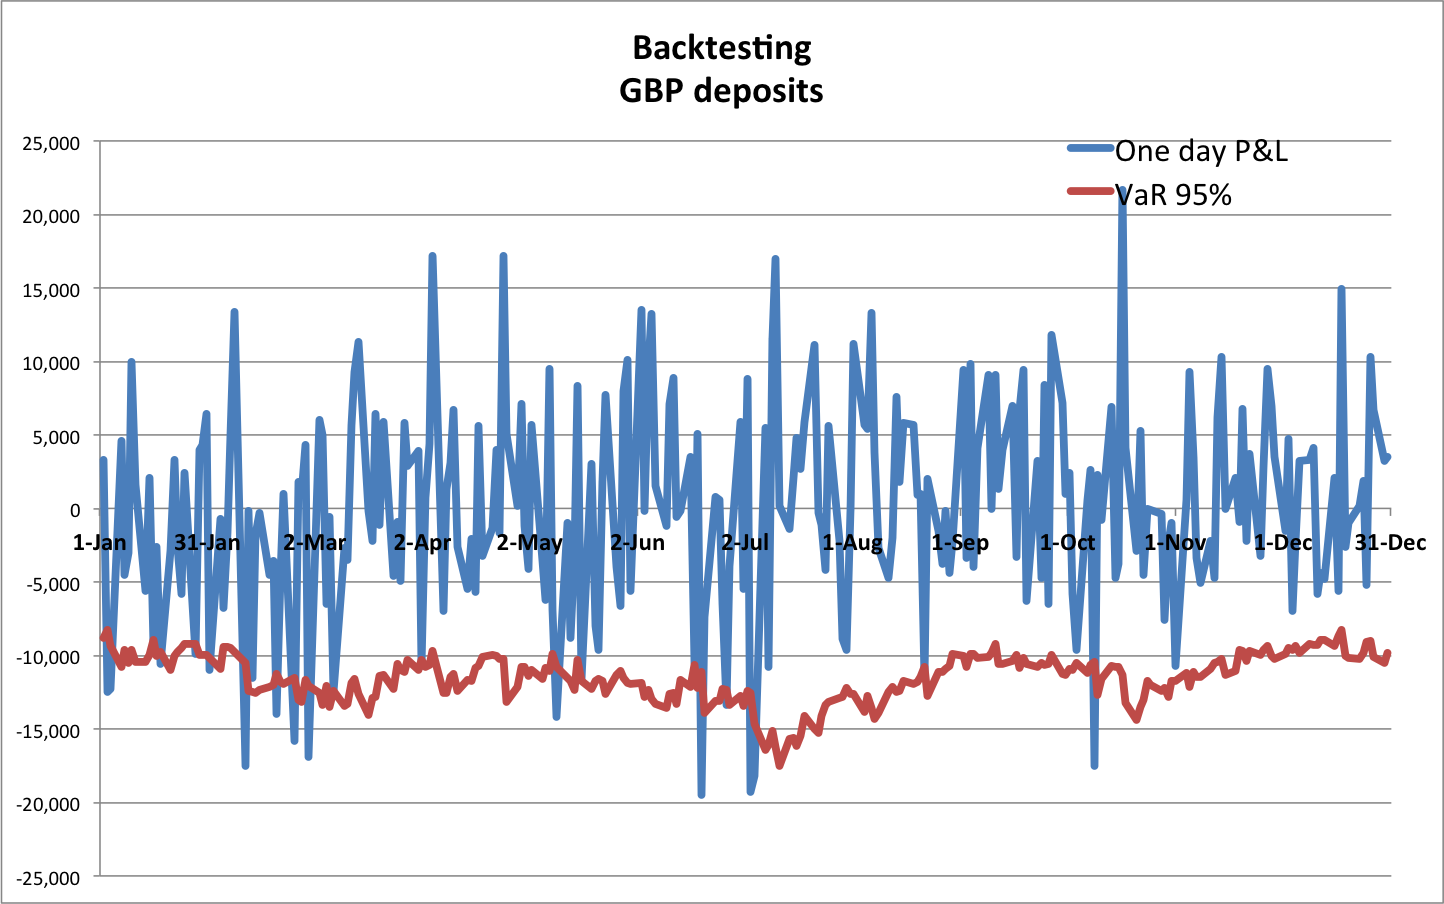 Backtesting
GBP deposits
25,000
20,000
15,000
10,000
5,000
0
-5,000
-10,000
-15,000
-20,000
-25,000
One day P&L
VaR 95%
1-Jan 31-Jan 2-Mar 2-Apr 2-May 2-Jun 2-Jul 1-Aug 1-Sep 1-Oct 1-Nov 1-Dec 31-Dec